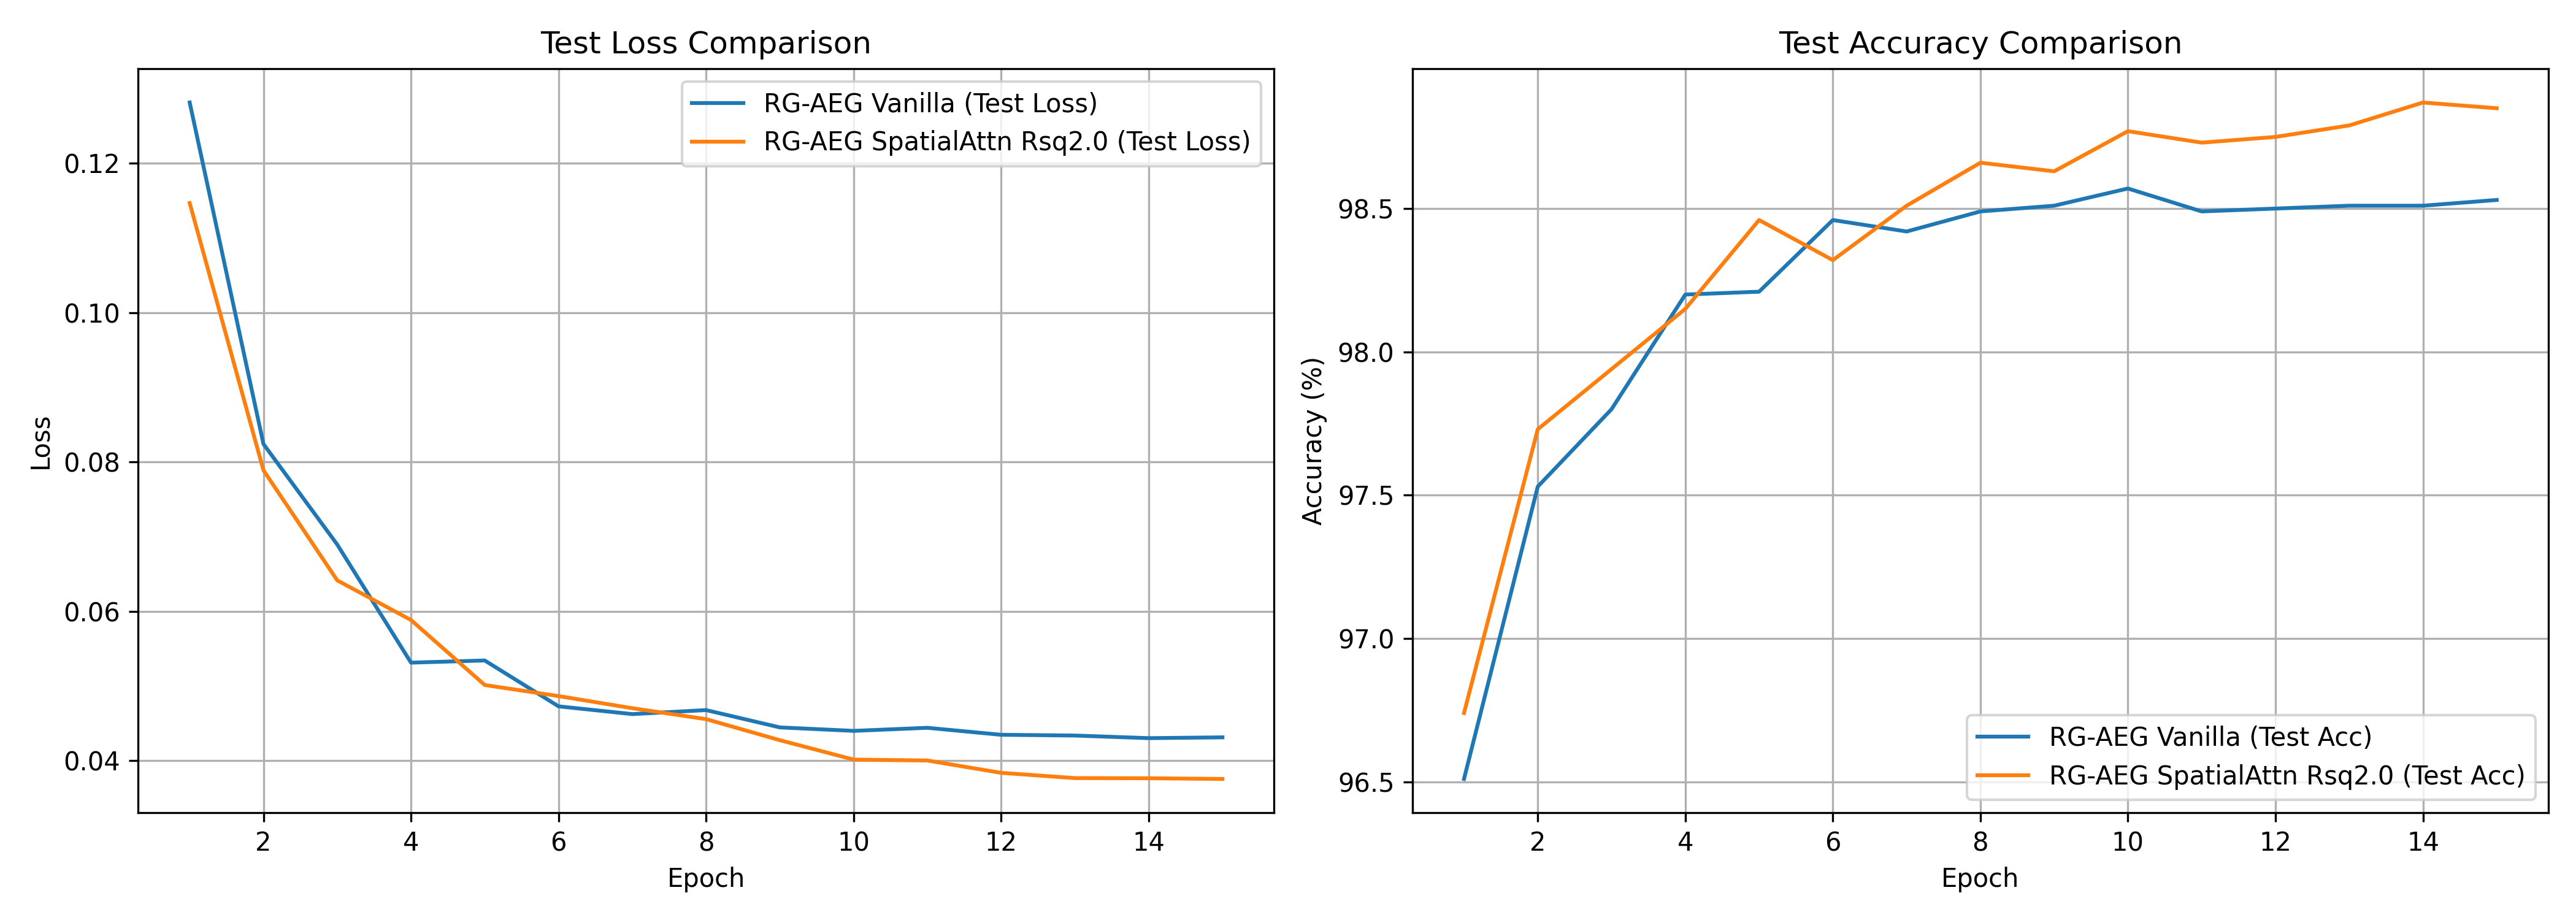 Test Loss Comparison
RG-AEG Vanilla (Test Loss)
RG-AEG SpatialAttn Rsq2.0 (Test Loss)
0.12
0.10
0.08
0.06
0.04
Loss
2 4 6 8 10 12 14
Epoch
Test Accuracy Comparison
98.5
98.0
97.5
97.0
96.5
Accuracy (%)
RG-AEG Vanilla (Test Acc)
RG-AEG SpatialAttn Rsq2.0 (Test Acc)
2 4 6 8 10 12 14
Epoch